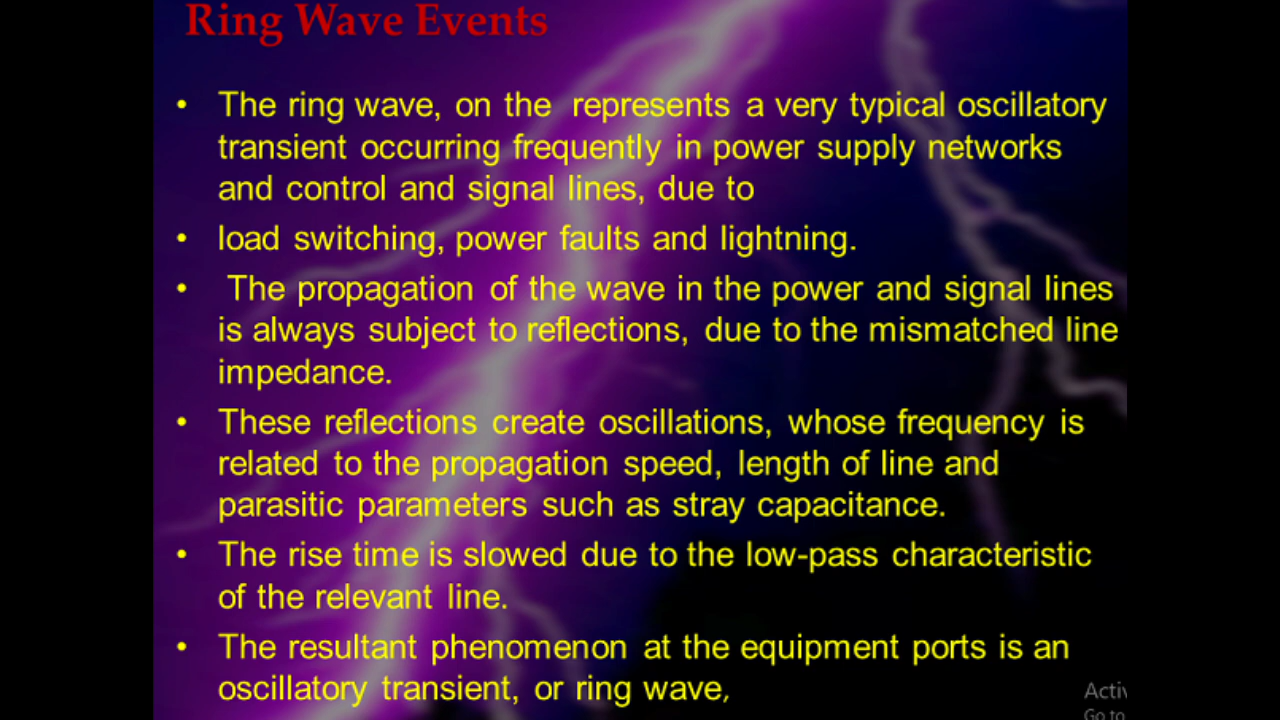 Ring Wave Events
• The ring wave, on the represents a very typical oscillatory
transient occurring frequently in power supply networks
and control and signal lines, due to
• load switching, power faults and lightning.
• The propagation of the wave in the power and signal lines
is always subject to reflections, due to the mismatched line
impedance.
• These reflections create oscillations, whose frequency is
related to the propagation speed, length of line and
parasitic parameters such as stray capacitance.
• The rise time is slowed due to the low-pass characteristic
of the relevant line.
• The resultant phenomenon at the equipment ports is an
oscillatory transient, or ring wave,
Activ
Go to